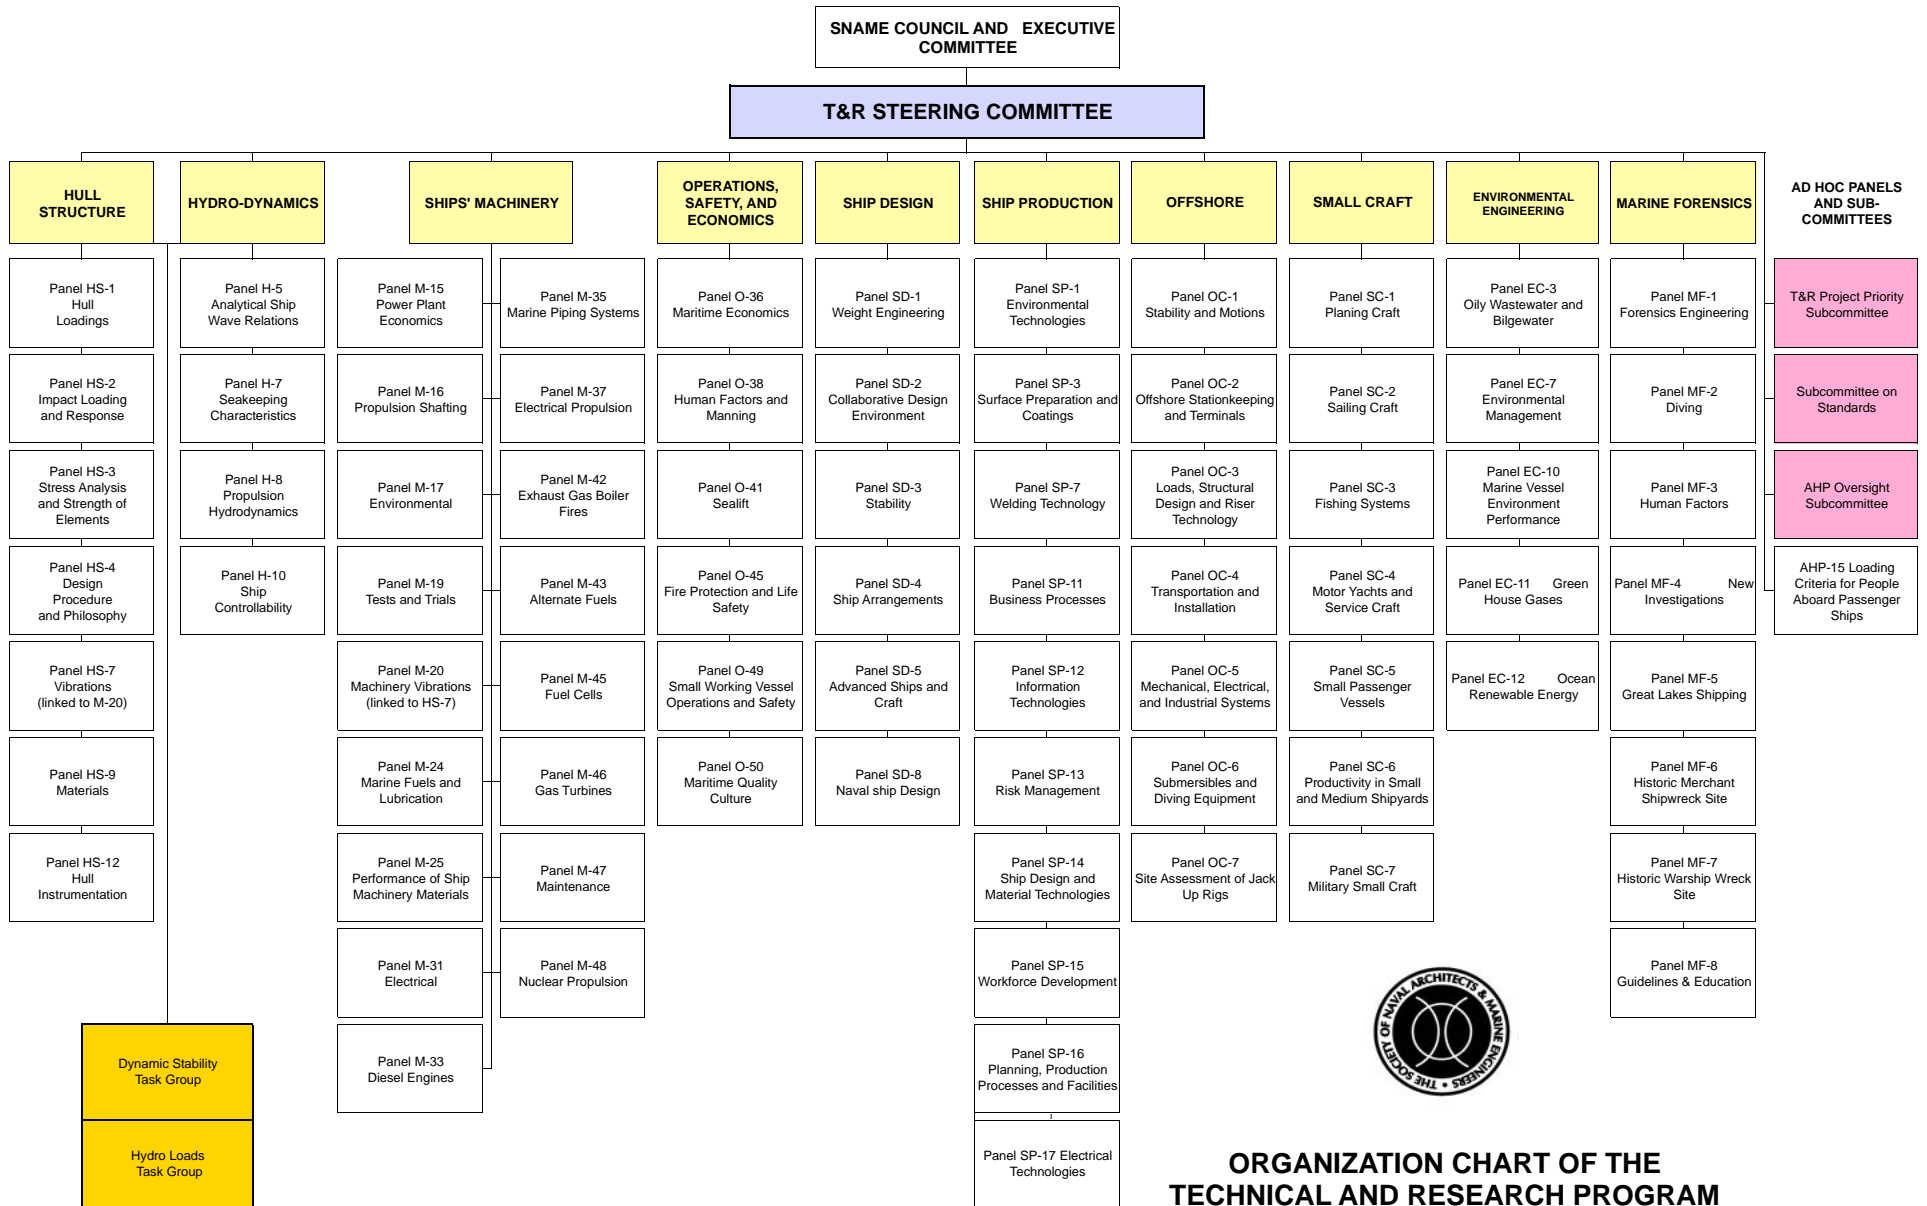 SNAME COUNCIL AND EXECUTIVE
COMMITTEE
T&R STEERING COMMITTEE
HULL
STRUCTURE
HYDRO-DYNAMICS
SHIPS' MACHINERY
OPERATIONS,
SAFETY, AND
ECONOMICS
SHIP DESIGN
SHIP PRODUCTION
OFFSHORE
SMALL CRAFT
ENVIRONMENTAL
ENGINEERING
MARINE FORENSICS
AD HOC PANELS
AND SUB-
COMMITTEES
Panel HS-1
Hull
Loadings
Panel HS-2
Impact Loading
and Response
Panel HS-3
Stress Analysis
and Strength of
Elements
Panel HS-4
Design
Procedure
and Philosophy
Panel HS-7
Vibrations
(linked to M-20)
Panel HS-9
Materials
Panel HS-12
Hull
Instrumentation
Dynamic Stability
Task Group
Hydro Loads
Task Group
Panel H-5
Analytical Ship
Wave Relations
Panel H-7
Seakeeping
Characteristics
Panel H-8
Propulsion
Hydrodynamics
Panel H-10
Ship
Controllability
Panel M-15
Power Plant
Economics
Panel M-16
Propulsion Shafting
Panel M-17
Environmental
Panel M-19
Tests and Trials
Panel M-20
Machinery Vibrations
(linked to HS-7)
Panel M-24
Marine Fuels and
Lubrication
Panel M-25
Performance of Ship
Machinery Materials
Panel M-31
Electrical
Panel M-33
Diesel Engines
Panel M-35
Marine Piping Systems
Panel M-37
Electrical Propulsion
Panel M-42
Exhaust Gas Boiler
Fires
Panel M-43
Alternate Fuels
Panel M-45
Fuel Cells
Panel M-46
Gas Turbines
Panel M-47
Maintenance
Panel M-48
Nuclear Propulsion
Panel O-36
Maritime Economics
Panel O-38
Human Factors and
Manning
Panel O-41
Sealift
Panel O-45
Fire Protection and Life
Safety
Panel O-49
Small Working Vessel
Operations and Safety
Panel O-50
Maritime Quality
Culture
Panel SD-1
Weight Engineering
Panel SD-2
Collaborative Design
Environment
Panel SD-3
Stability
Panel SD-4
Ship Arrangements
Panel SD-5
Advanced Ships and
Craft
Panel SD-8
Naval ship Design
Panel SP-1
Environmental
Technologies
Panel SP-3
Surface Preparation and
Coatings
Panel SP-7
Welding Technology
Panel SP-11
Business Processes
Panel SP-12
Information
Technologies
Panel SP-13
Risk Management
Panel SP-14
Ship Design and
Material Technologies
Panel SP-15
Workforce Development
Panel SP-16
Planning, Production
Processes and Facilities
Panel SP-17 Electrical
Technologies
Panel OC-1
Stability and Motions
Panel OC-2
Offshore Stationkeeping
and Terminals
Panel OC-3
Loads, Structural
Design and Riser
Technology
Panel OC-4
Transportation and
Installation
Panel OC-5
Mechanical, Electrical,
and Industrial Systems
Panel OC-6
Submersibles and
Diving Equipment
Panel OC-7
Site Assessment of Jack
Up Rigs
Panel SC-1
Planing Craft
Panel SC-2
Sailing Craft
Panel SC-3
Fishing Systems
Panel SC-4
Motor Yachts and
Service Craft
Panel SC-5
Small Passenger
Vessels
Panel SC-6
Productivity in Small
and Medium Shipyards
Panel SC-7
Military Small Craft
Panel EC-3
Oily Wastewater and
Bilgewater
Panel EC-7
Environmental
Management
Panel EC-10
Marine Vessel
Environment
Performance
Panel EC-11 Green
House Gases
Panel EC-12 Ocean
Renewable Energy
Panel MF-1
Forensics Engineering
Panel MF-2
Diving
Panel MF-3
Human Factors
Panel MF-4 New
Investigations
Panel MF-5
Great Lakes Shipping
Panel MF-6
Historic Merchant
Shipwreck Site
Panel MF-7
Historic Warship Wreck
Site
Panel MF-8
Guidelines & Education
T&R Project Priority
Subcommittee
Subcommittee on
Standards
AHP Oversight
Subcommittee
AHP-15 Loading
Criteria for People
Aboard Passenger
Ships
THE SOCIETY OF NAVAL ARCHITECTS & MARINE ENGINEERS •
ORGANIZATION CHART OF THE
TECHNICAL AND RESEARCH PROGRAM